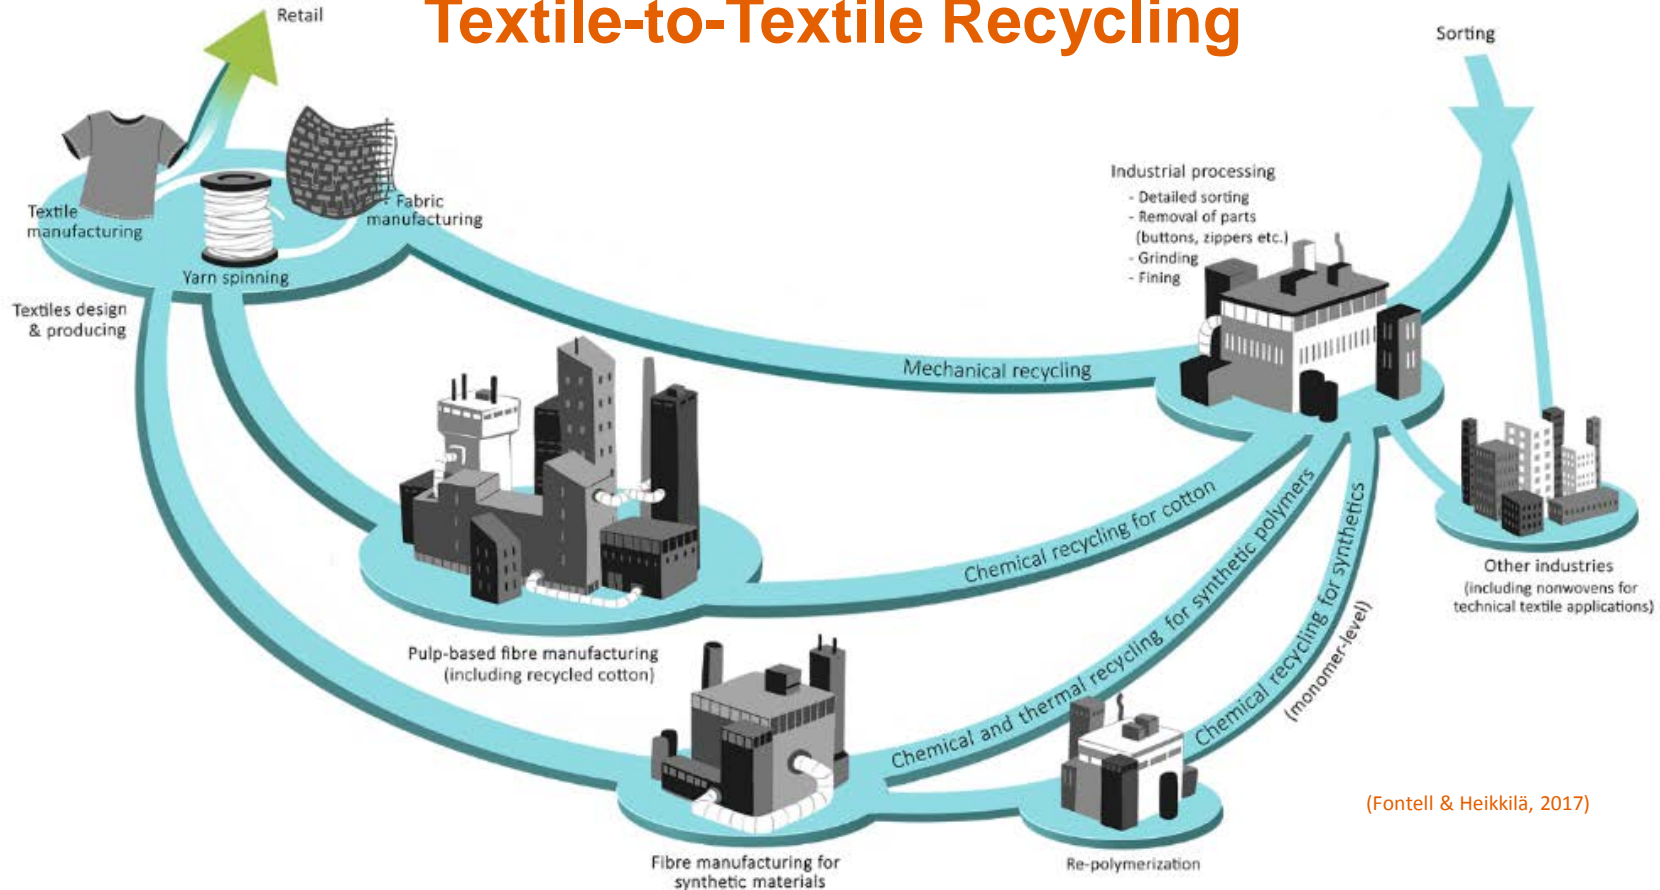 Textile-to-Textile Recycling
Retail
Sorting
Textile
manufacturing
Fabric
manufacturing
Yarn spinning
Textiles design
& producing
Industrial processing
- Detailed sorting
- Removal of parts
(buttons, zippers etc.)
- Grinding
- Fining
Mechanical recycling
Chemical recycling for cotton
Chemical and thermal recycling for synthetic polymers
Chemical recycling for synthetics
(monomer-level)
Other industries
(including nonwovens for
technical textile applications)
Pulp-based fibre manufacturing
(including recycled cotton)
Fibre manufacturing for
synthetic materials
Re-polymerization
(Fontell & Heikkilä, 2017)